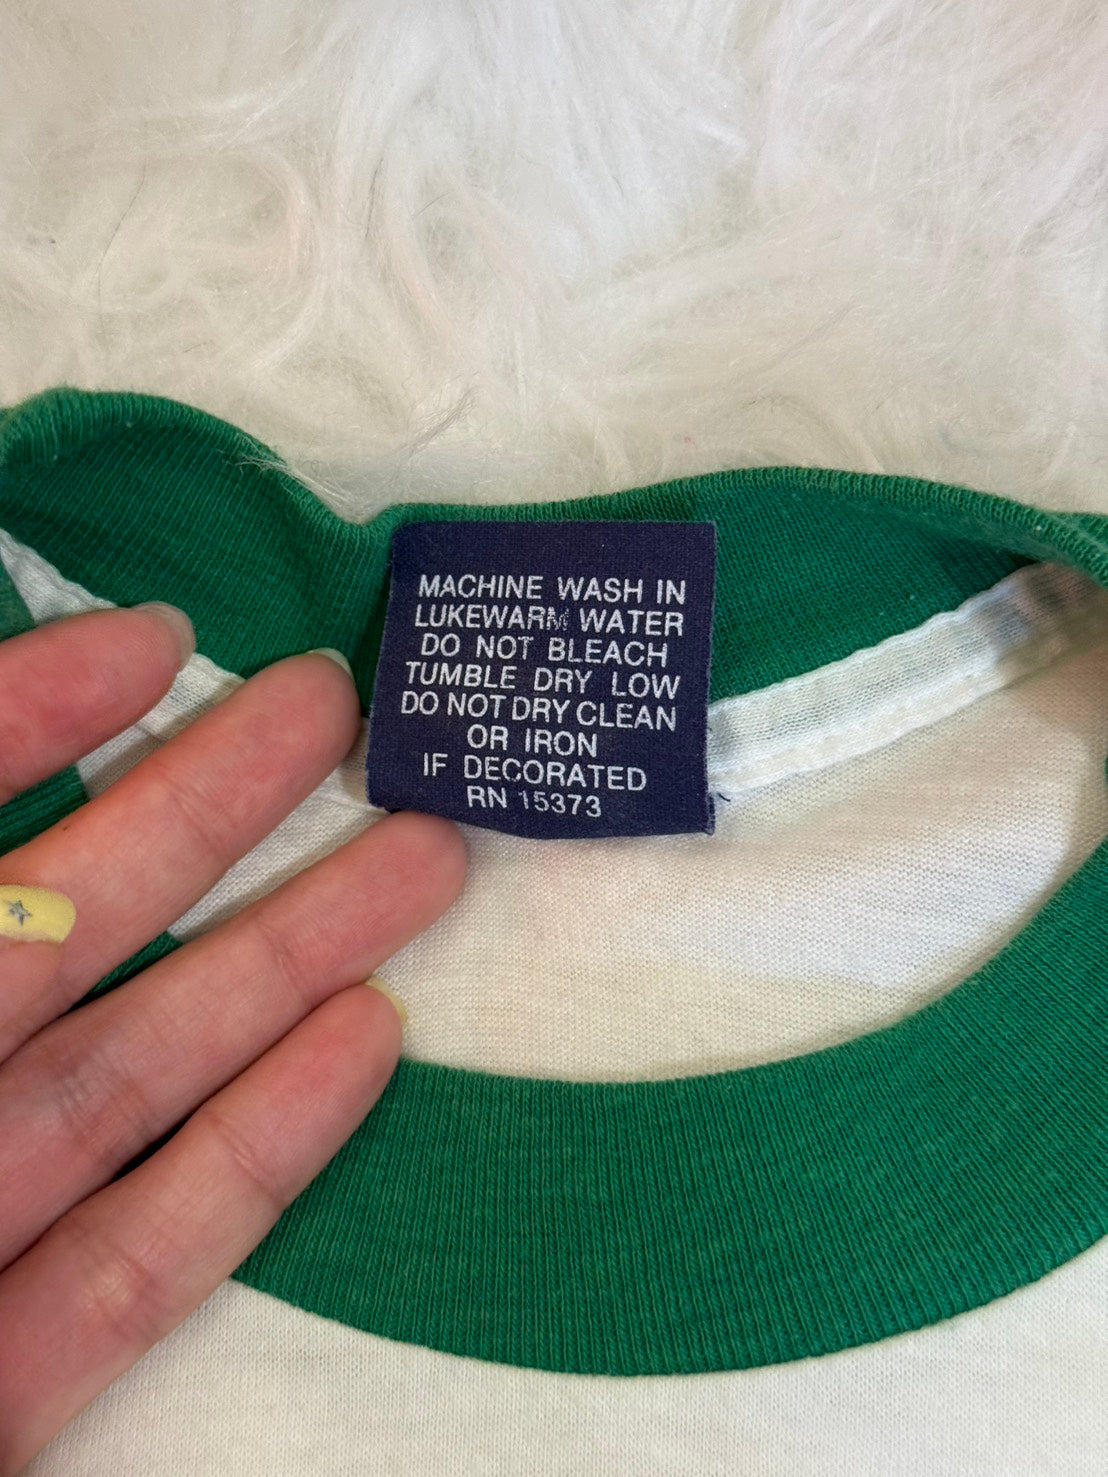 MACHINE WASH IN
LUKEWARM WATER
DO NOT BLEACH
TUMBLE DRY LOW
DO NOT DRY CLEAN
OR IRON
IF DECORATED
RN 15373